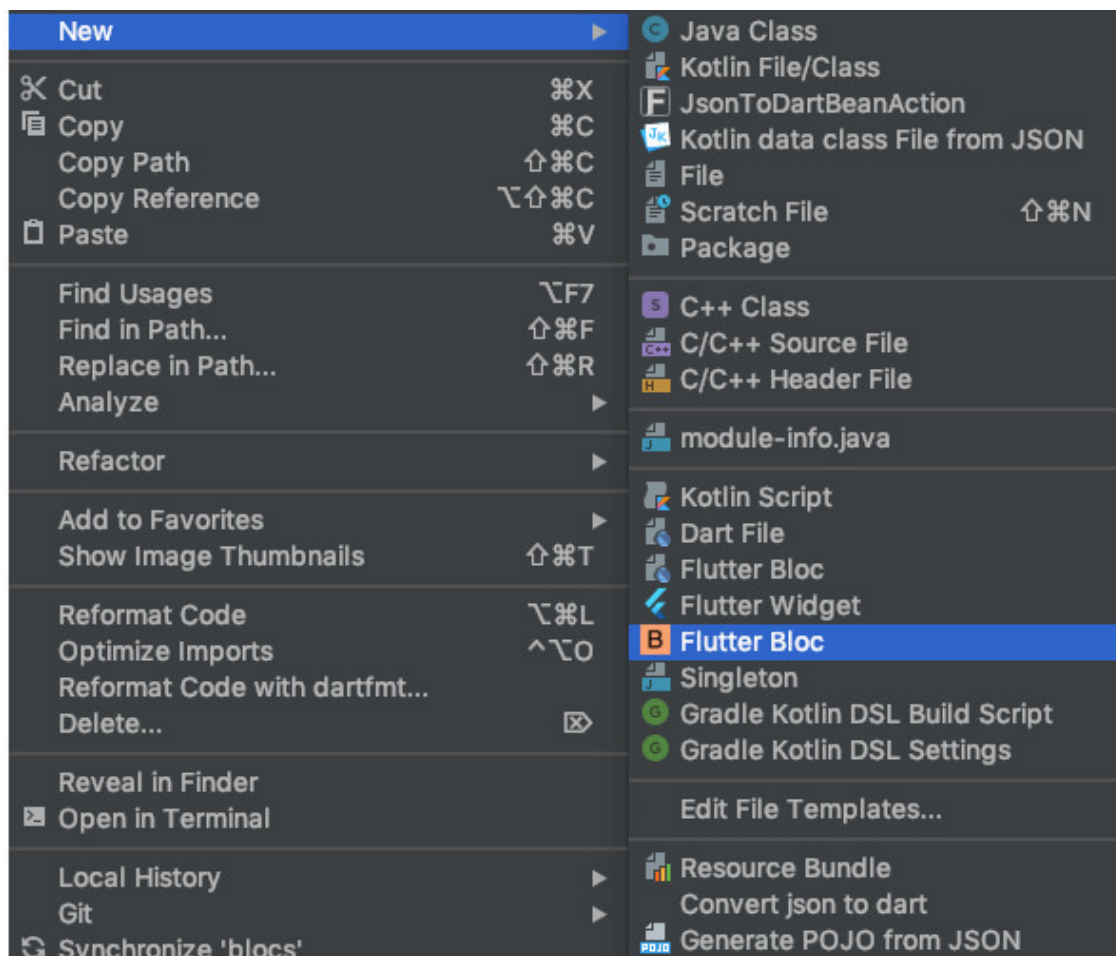 New
Cut ⌘X
Copy ⌘C
Copy Path ⇧⌘C
Copy Reference ⌥⇧⌘C
Paste ⌘V
Find Usages ⌥F7
Find in Path... ⇧⌘F
Replace in Path... ⇧⌘R
Analyze
Refactor
Add to Favorites
Show Image Thumbnails ⇧⌘T
Reformat Code ⌥⌘L
Optimize Imports ^⌥O
Reformat Code with dartfmt...
Delete... ⌦
Reveal in Finder
Open in Terminal
Local History
Git
Synchronize 'blocs'
C Java Class
Kotlin File/Class
F JsonToDartBeanAction
JK Kotlin data class File from JSON
File
Scratch File ⇧⌘N
Package
S C++ Class
C++ C/C++ Source File
H C/C++ Header File
J module-info.java
Kotlin Script
Dart File
Flutter Bloc
Flutter Widget
B Flutter Bloc
J Singleton
G Gradle Kotlin DSL Build Script
G Gradle Kotlin DSL Settings
Edit File Templates...
Resource Bundle
Convert json to dart
POJO Generate POJO from JSON